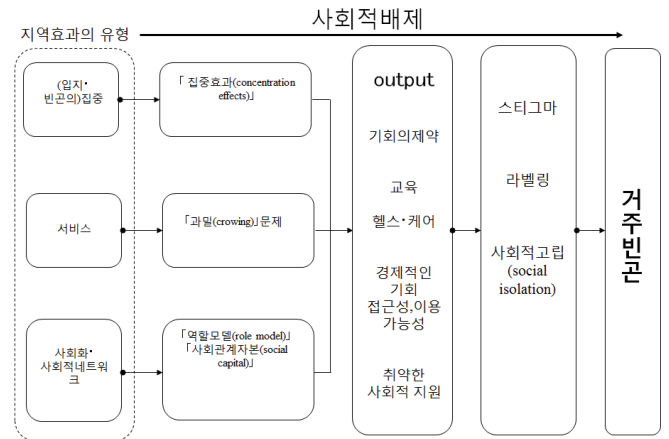 사회적배제
지역효과의 유형
(입지·
빈곤의)집중
「 집중효과(concentration
effects)」
서비스
「과밀(crowing)」문제
사회화·
사회적네트워
크
「역할모델(role model)」
「사회관계자본(social
capital)」
output
기회의제약
교육
헬스·케어
경제적인
기회
접근성,이용
가능성
취약한
사회적 지원
스티그마
라벨링
사회적고립
(social
isolation)
거주빈곤